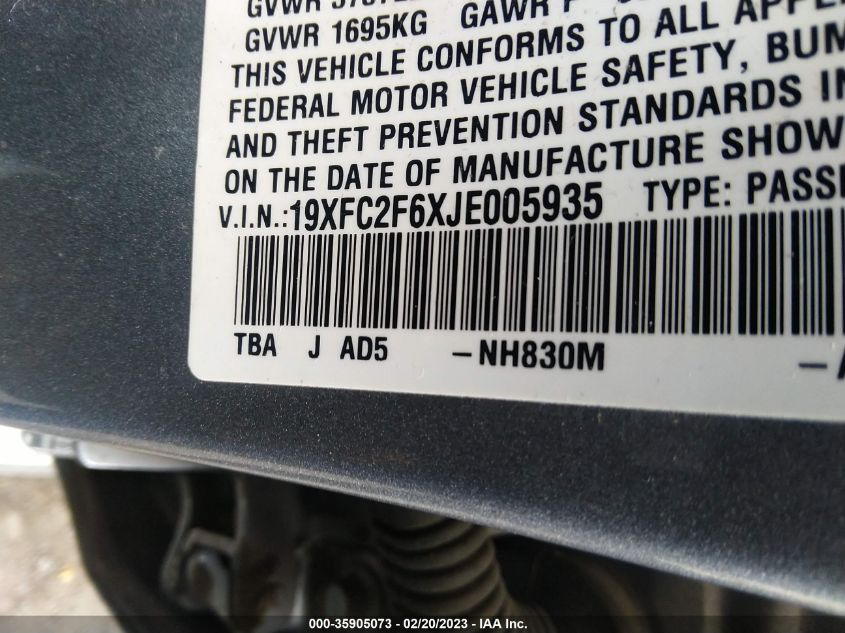 GVWR 1695KG GAWR F
THIS VEHICLE CONFORMS TO ALL
FEDERAL MOTOR VEHICLE SAFETY,
AND THEFT PREVENTION STANDARDS
ON THE DATE OF MANUFACTURE
V.I.N.:19XFC2F6XJE005935 TYPE:
TBA J AD5 -NH830M
000-35905073 / 02/20/2023 - IAA Inc.